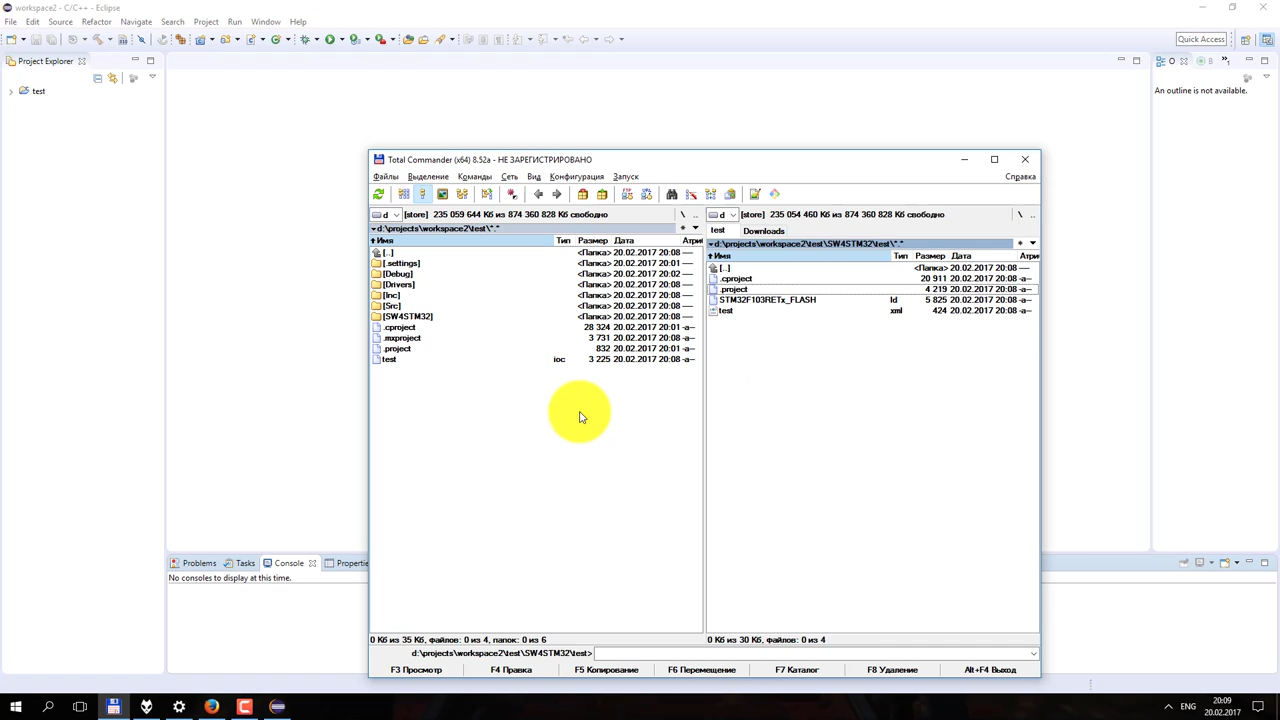 workspace2 - C/C++ - Eclipse
File Edit Source Refactor Navigate Search Project Run Window Help
Quick Access
Project Explorer
test
O
B
An outline is not available.
Total Commander (x64) 8.52a - НЕ ЗАРЕГИСТРИРОВАНО
Файлы Выделение Команды Сеть Вид Конфигурация Запуск Справка
d [store] 235 059 644 Кб из 874 360 828 Кб свободно \ ..
d:\projects\workspace2\test\*.* * 
Имя Тип Размер Дата Атри
[..] <Папка> 20.02.2017 20:08 ----
[.settings] <Папка> 20.02.2017 20:01 ----
[Debug] <Папка> 20.02.2017 20:02 ----
[Drivers] <Папка> 20.02.2017 20:08 ----
[Inc] <Папка> 20.02.2017 20:08 ----
[Src] <Папка> 20.02.2017 20:08 ----
[SW4STM32] <Папка> 20.02.2017 20:08 ----
.cproject 28 324 20.02.2017 20:01 -a--
.mxproject 3 731 20.02.2017 20:08 -a--
.project 832 20.02.2017 20:01 -a--
test ioc 3 225 20.02.2017 20:08 -a--
0 Кб из 35 Кб, файлов: 0 из 4, папок: 0 из 6
d [store] 235 054 460 Кб из 874 360 828 Кб свободно \ ..
test Downloads
d:\projects\workspace2\test\SW4STM32\test\*.* *
Имя Тип Размер Дата Атри
[..] <Папка> 20.02.2017 20:08 ----
.cproject 20 911 20.02.2017 20:08 -a--
.project 4 219 20.02.2017 20:08 -a--
STM32F103RETx_FLASH ld 5 825 20.02.2017 20:08 -a--
test xml 424 20.02.2017 20:08 -a--
0 Кб из 30 Кб, файлов: 0 из 4
d:\projects\workspace2\test\SW4STM32\test>
F3 Просмотр F4 Правка F5 Копирование F6 Перемещение F7 Каталог F8 Удаление Alt+F4 Выход
Problems Tasks Console Propertie
No consoles to display at this time.
ENG
20:09
20.02.2017